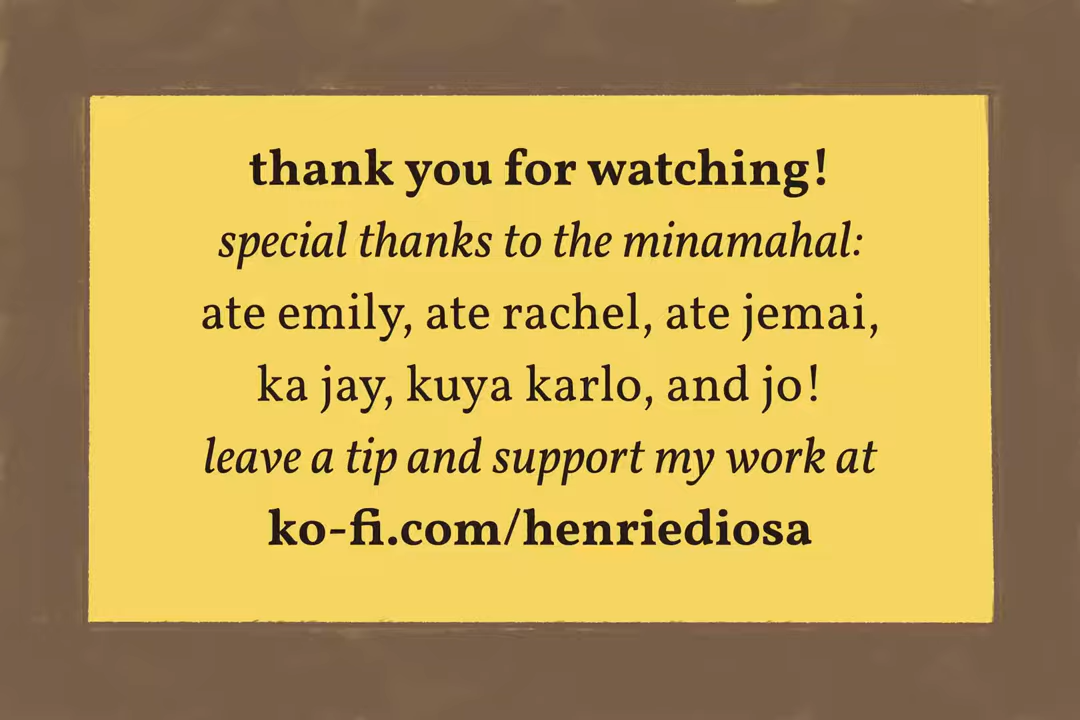 thank you for watching!
special thanks to the minamahal:
ate emily, ate rachel, ate jemai,
ka jay, kuya karlo, and jo!
leave a tip and support my work at
ko-fi.com/henriediosa